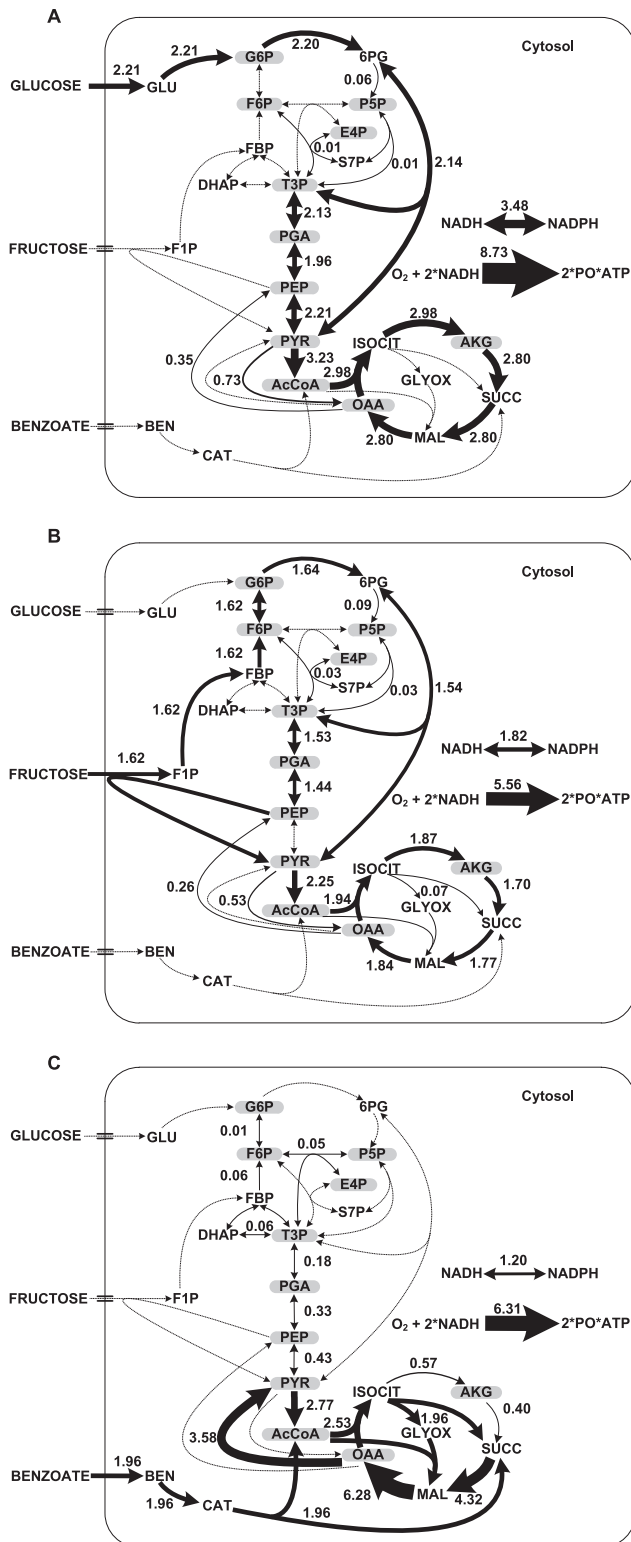 A
Cytosol
2.21 2.20
G6P 6PG
2.21
GLUCOSE GLU
0.06
F6P P5P
E4P
0.01
FBP S7P
0.01
2.14
DHAP T3P
2.13
3.48
NADH NADPH
PGA
FRUCTOSE F1P
1.96
8.73
O₂ + 2*NADH 2*PO*ATP
PEP
2.21
2.98
PYR ISOCIT AKG
0.35
3.23
2.80
0.73
AcCoA 2.98 GLYOX
OAA SUCC
BENZOATE BEN
2.80 MAL 2.80
CAT
B
Cytosol
1.64
G6P 6PG
1.62
GLUCOSE GLU
0.09
F6P P5P
1.62
E4P
0.03
FBP S7P
0.03
1.54
1.62
DHAP T3P
1.53
1.82
NADH NADPH
1.62
PGA
FRUCTOSE F1P
1.44
5.56
O₂ + 2*NADH 2*PO*ATP
PEP
1.87
PYR ISOCIT AKG
0.26
2.25
0.07
1.70
0.53
AcCoA 1.94 GLYOX
OAA SUCC
BENZOATE BEN
1.84 MAL 1.77
CAT
C
Cytosol
G6P 6PG
0.01
GLUCOSE GLU
0.05
F6P P5P
0.06
E4P
FBP S7P
0.06
DHAP T3P
0.18
1.20
NADH NADPH
PGA
FRUCTOSE F1P
0.33
6.31
O₂ + 2*NADH 2*PO*ATP
PEP
0.43
0.57
PYR ISOCIT AKG
2.77
1.96
0.40
3.58
AcCoA 2.53 GLYOX
OAA SUCC
1.96
BENZOATE BEN
6.28 MAL 4.32
1.96
CAT
1.96